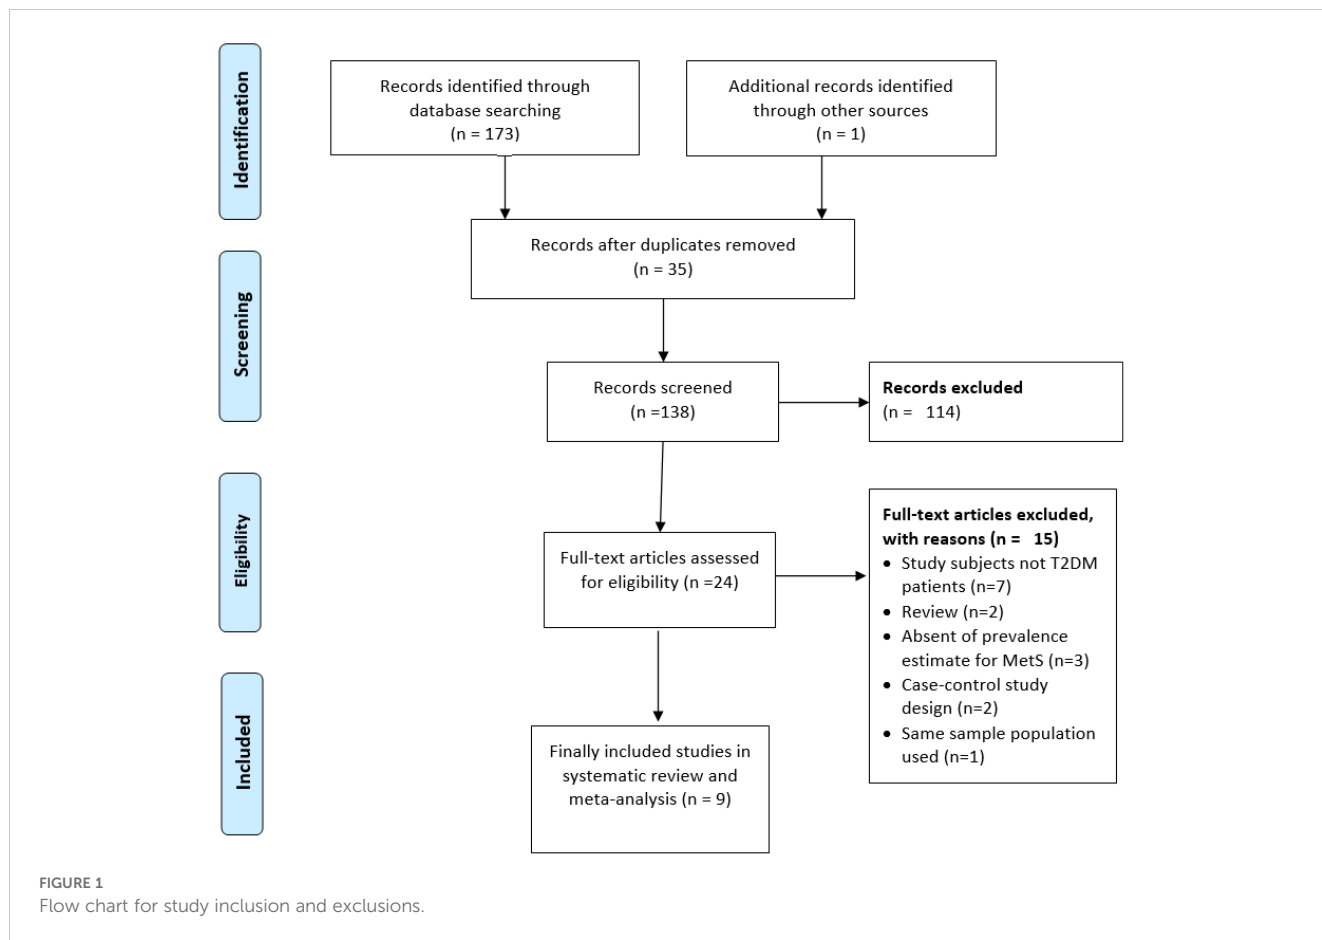 Identification
Records identified through
database searching
(n = 173)
Additional records identified
through other sources
(n = 1)
Records after duplicates removed
(n = 35)
Screening
Records screened
(n =138)
Records excluded
(n =   114)
Eligibility
Full-text articles assessed
for eligibility (n =24)
Full-text articles excluded,
with reasons (n =   15)
• Study subjects not T2DM
patients (n=7)
• Review (n=2)
• Absent of prevalence
estimate for MetS (n=3)
• Case-control study
design (n=2)
• Same sample population
used (n=1)
Included
Finally included studies in
systematic review and
meta-analysis (n = 9)
FIGURE 1
Flow chart for study inclusion and exclusions.